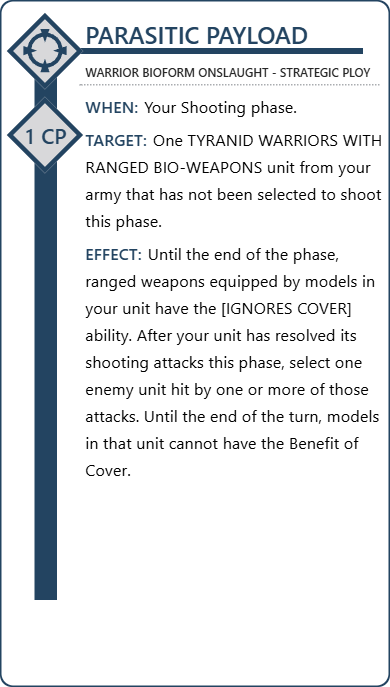 PARASITIC PAYLOAD
WARRIOR BIOFORM ONSLAUGHT - STRATEGIC PLOY
WHEN: Your Shooting phase.
1 CP
TARGET: One TYRANID WARRIORS WITH
RANGED BIO-WEAPONS unit from your
army that has not been selected to shoot
this phase.
EFFECT: Until the end of the phase,
ranged weapons equipped by models in
your unit have the [IGNORES COVER]
ability. After your unit has resolved its
shooting attacks this phase, select one
enemy unit hit by one or more of those
attacks. Until the end of the turn, models
in that unit cannot have the Benefit of
Cover.